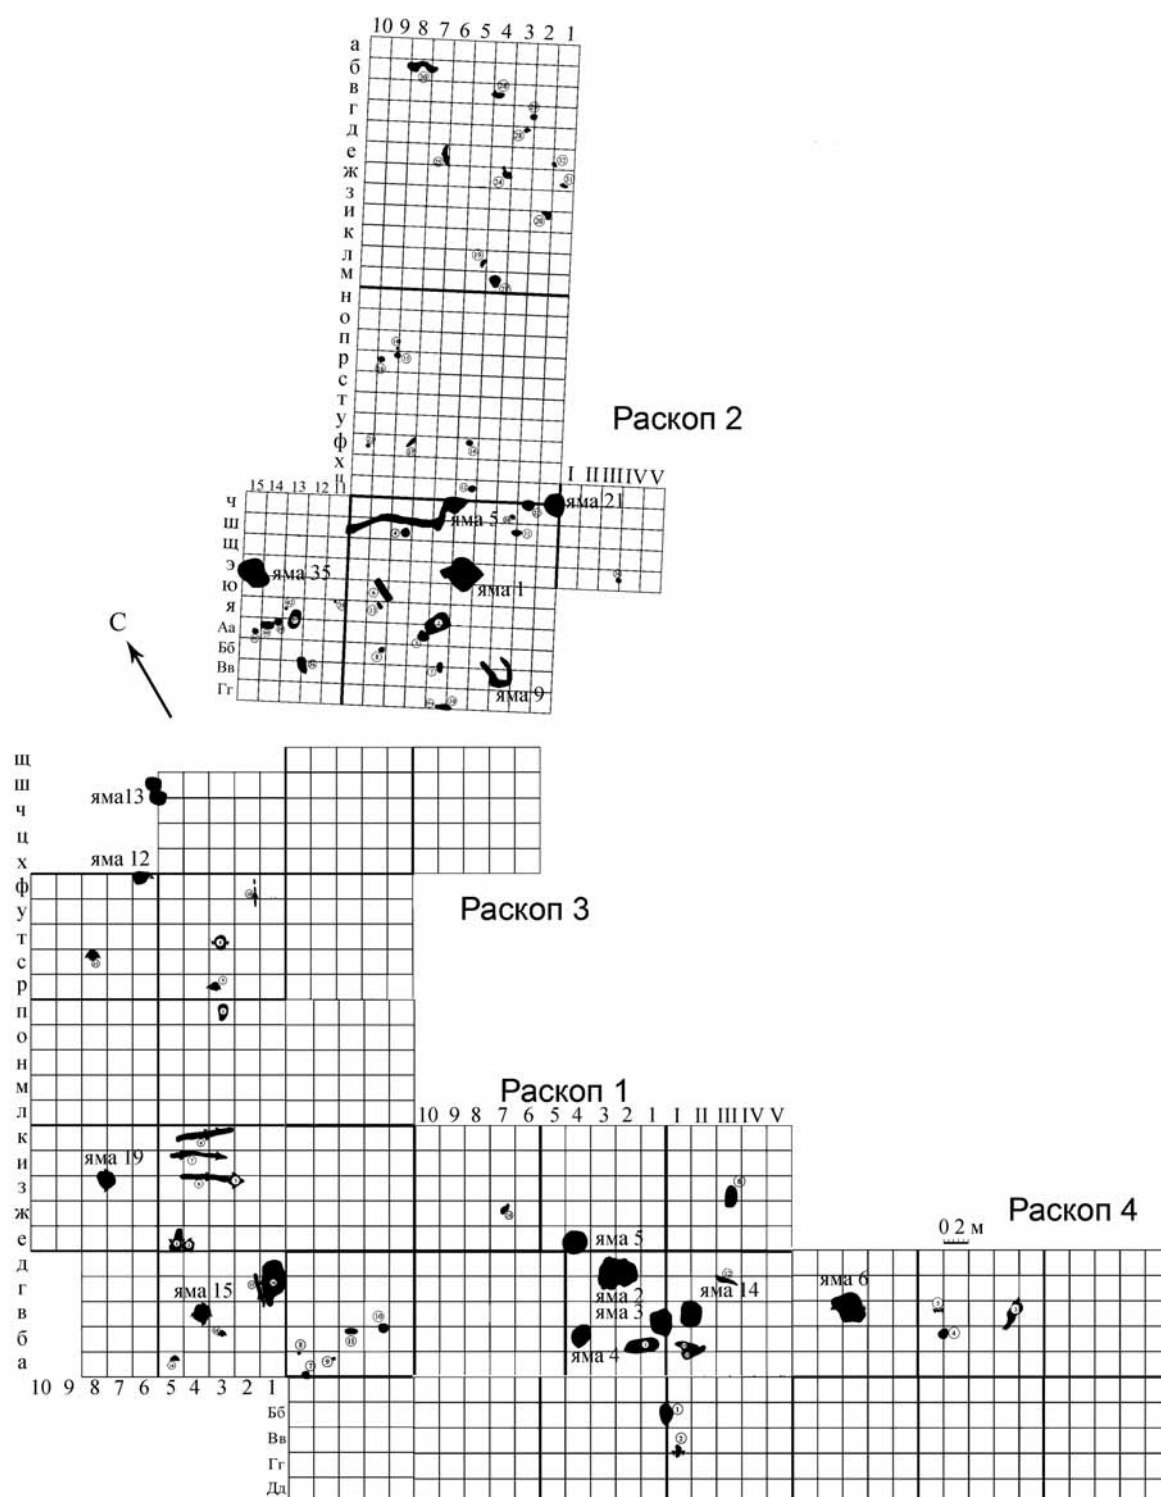 10 9 8 7 6 5 4 3 2 1
а
б
в
г
д
е
ж
з
и
к
л
м
н
о
п
р
с
т
у
ф
х
ц
Раскоп 2
I II III IV V
15 14 13 12 11
ч
ш
щ
э
ю
я
Аа
Бб
Вв
Гг
яма 21
яма 5
яма 35
яма 1
яма 9
С
щ
ш
ч
ц
х
ф
у
т
с
р
п
о
н
м
л
к
и
з
ж
е
д
г
в
б
а
яма13
яма 12
Раскоп 3
Раскоп 1
10 9 8 7 6 5 4 3 2 1 I II III IV V
яма 19
Раскоп 4
0 2 м
яма 5
яма 2
яма 14
яма 6
яма 15
яма 3
яма 4
10 9 8 7 6 5 4 3 2 1
Бб
Вв
Гг
Дд